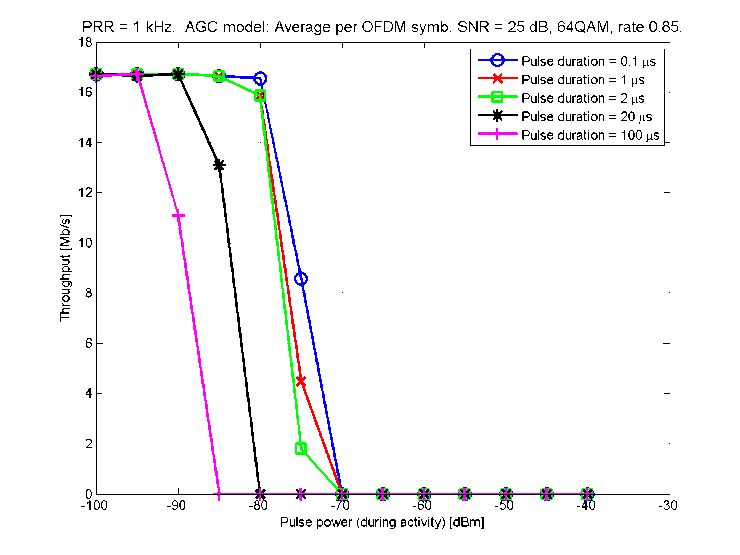 PRR = 1 kHz. AGC model: Average per OFDM symb. SNR = 25 dB, 64QAM, rate 0.85.
18
16
14
12
10
8
6
4
2
0
Throughput [Mb/s]
Pulse duration = 0.1 μs
Pulse duration = 1 μs
Pulse duration = 2 μs
Pulse duration = 20 μs
Pulse duration = 100 μs
-100 -90 -80 -70 -60 -50 -40 -30
Pulse power (during activity) [dBm]